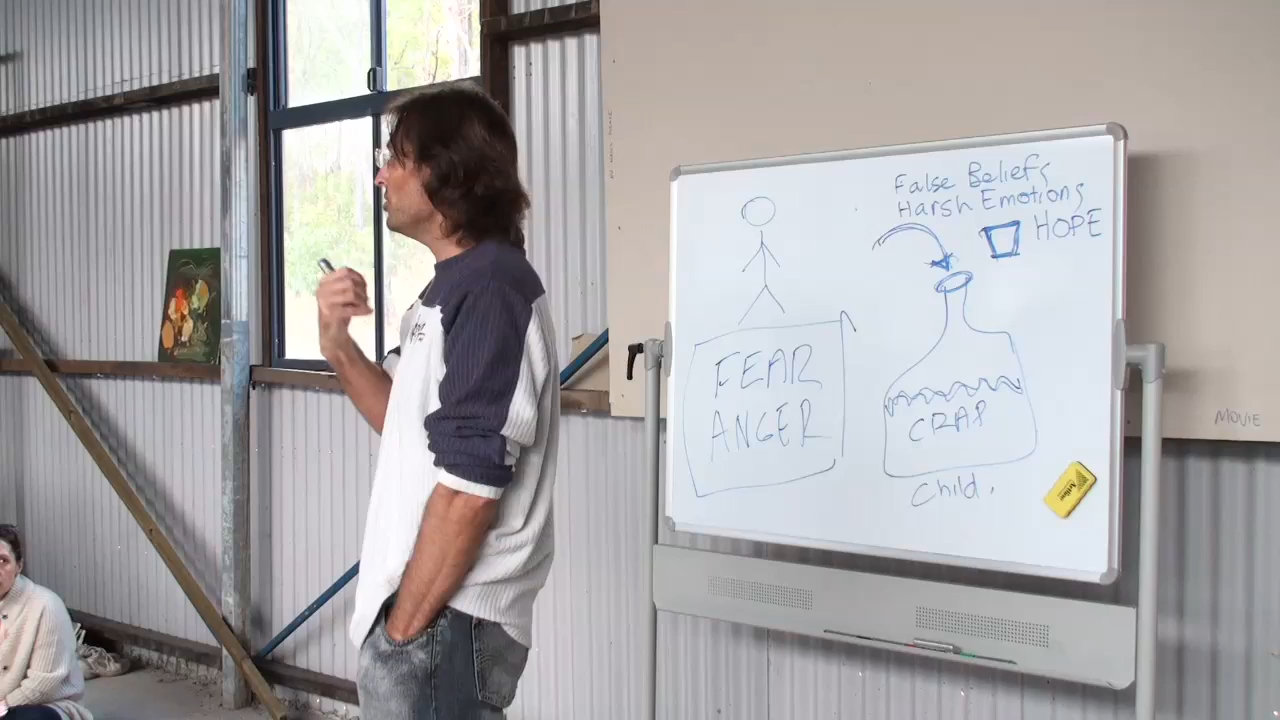 False Beliefs
Harsh Emotions
HOPE
FEAR
ANGER
CRAP
Child.
MOVIE